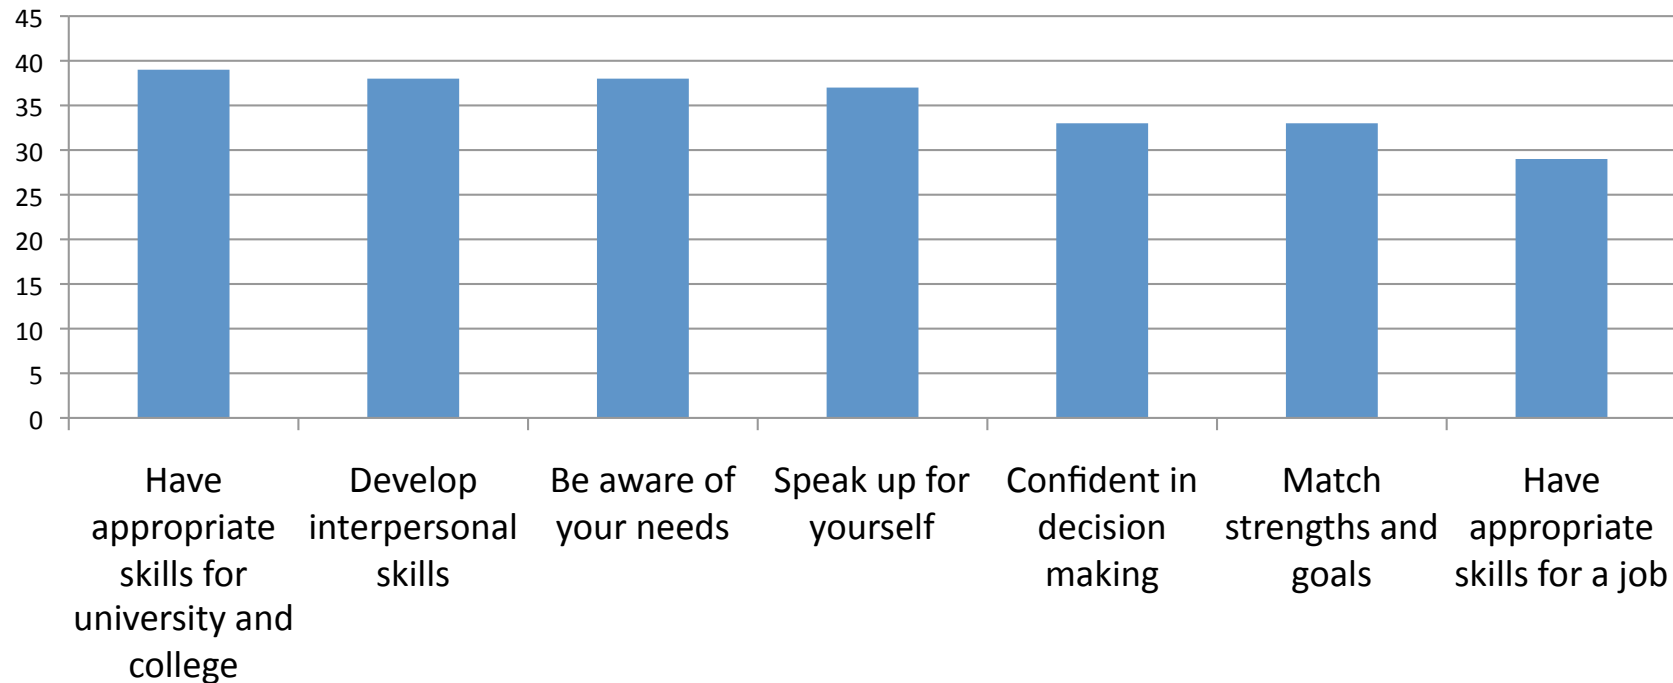 45
40
35
30
25
20
15
10
5
0
Have
appropriate
skills for
university and
college
Develop
interpersonal
skills
Be aware of
your needs
Speak up for
yourself
Confident in
decision
making
Match
strengths and
goals
Have
appropriate
skills for a job